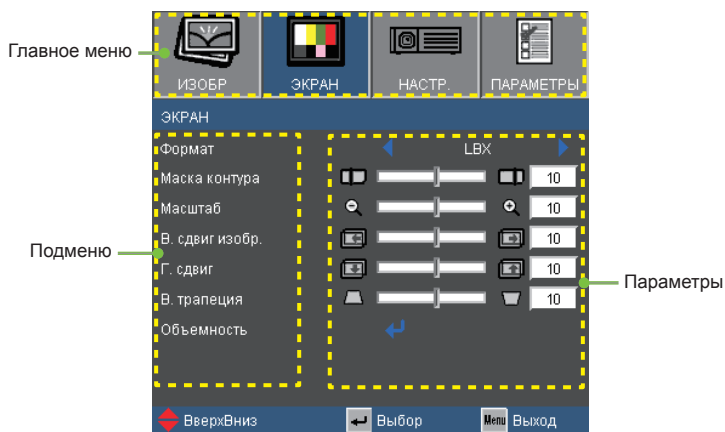 Главное меню
ИЗОБР
ЭКРАН
НАСТР.
ПАРАМЕТРЫ
ЭКРАН
Формат
LBX
Маска контура
10
Масштаб
10
В. сдвиг изобр.
10
Г. сдвиг
10
В. трапеция
10
Объемность
Подменю
Параметры
ВверхВниз
Выбор
Menu Выход